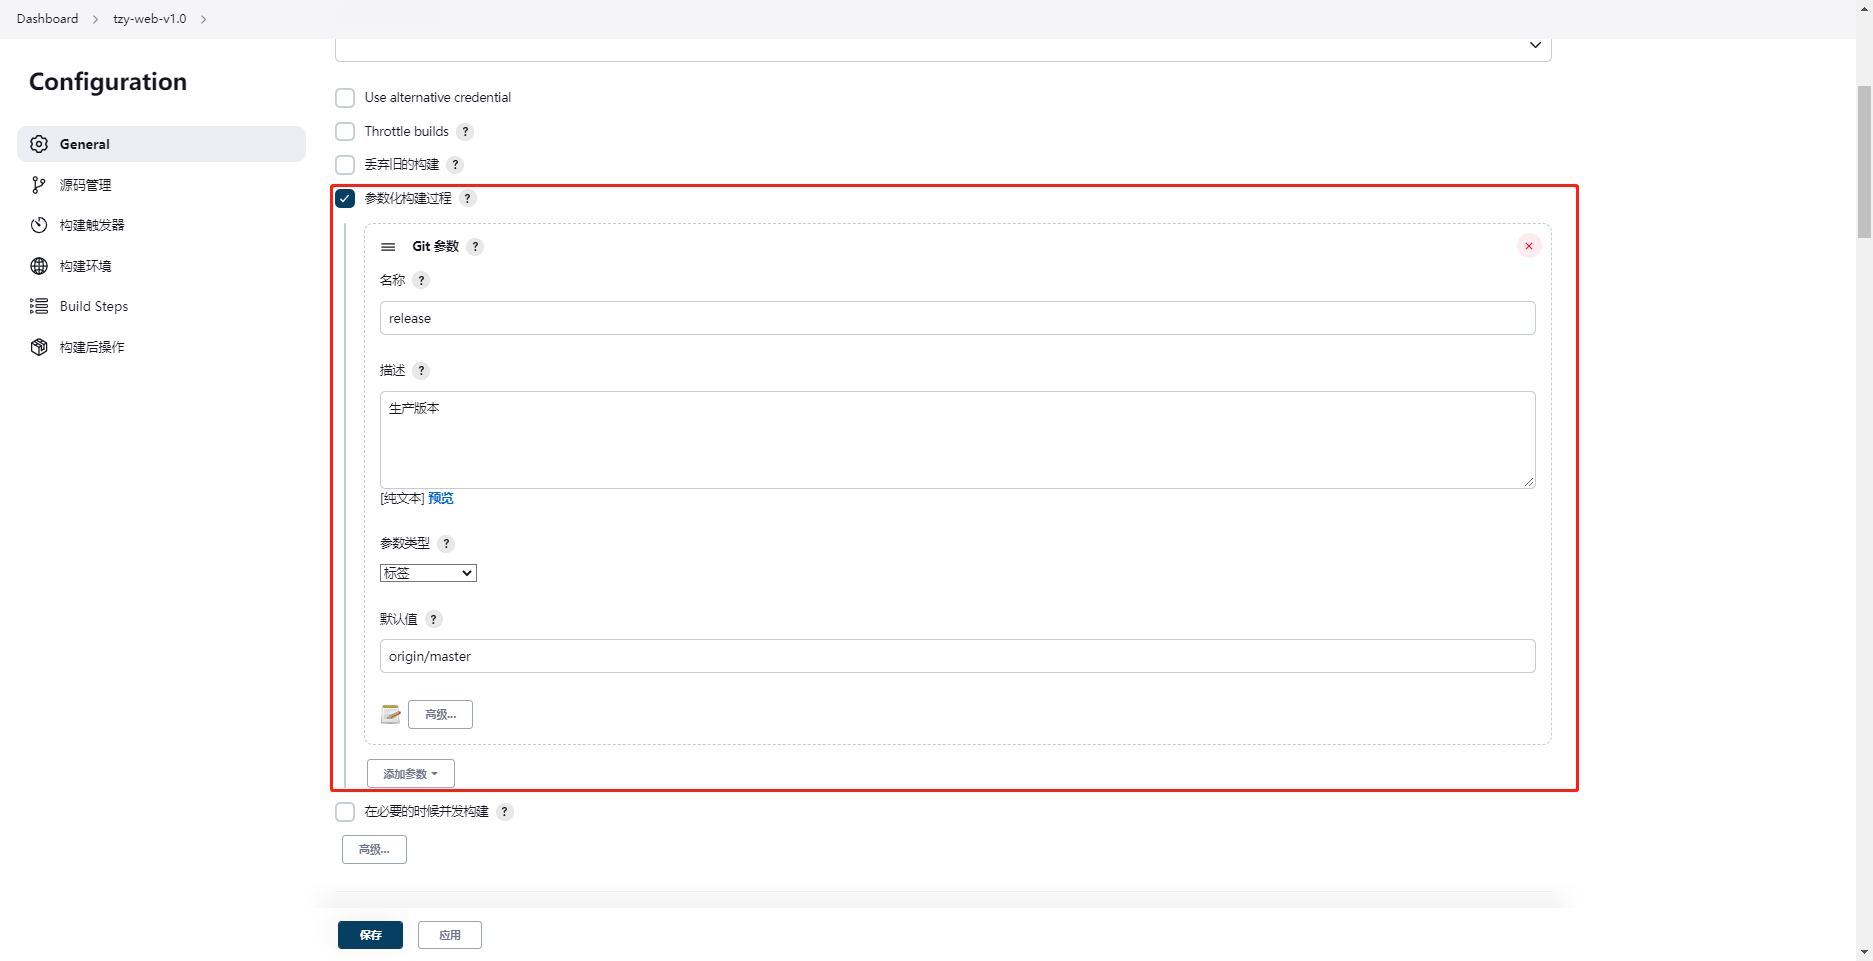 Dashboard > tzy-web-v1.0 >
Configuration
General
源码管理
构建触发器
构建环境
Build Steps
构建后操作
Use alternative credential
Throttle builds ?
丢弃旧的构建 ?
参数化构建过程 ?
Git 参数 ?
名称 ?
release
描述 ?
生产版本
[纯文本] 预览
参数类型 ?
标签
默认值 ?
origin/master
高级...
添加参数
在必要的时候并发构建 ?
高级...
保存 应用